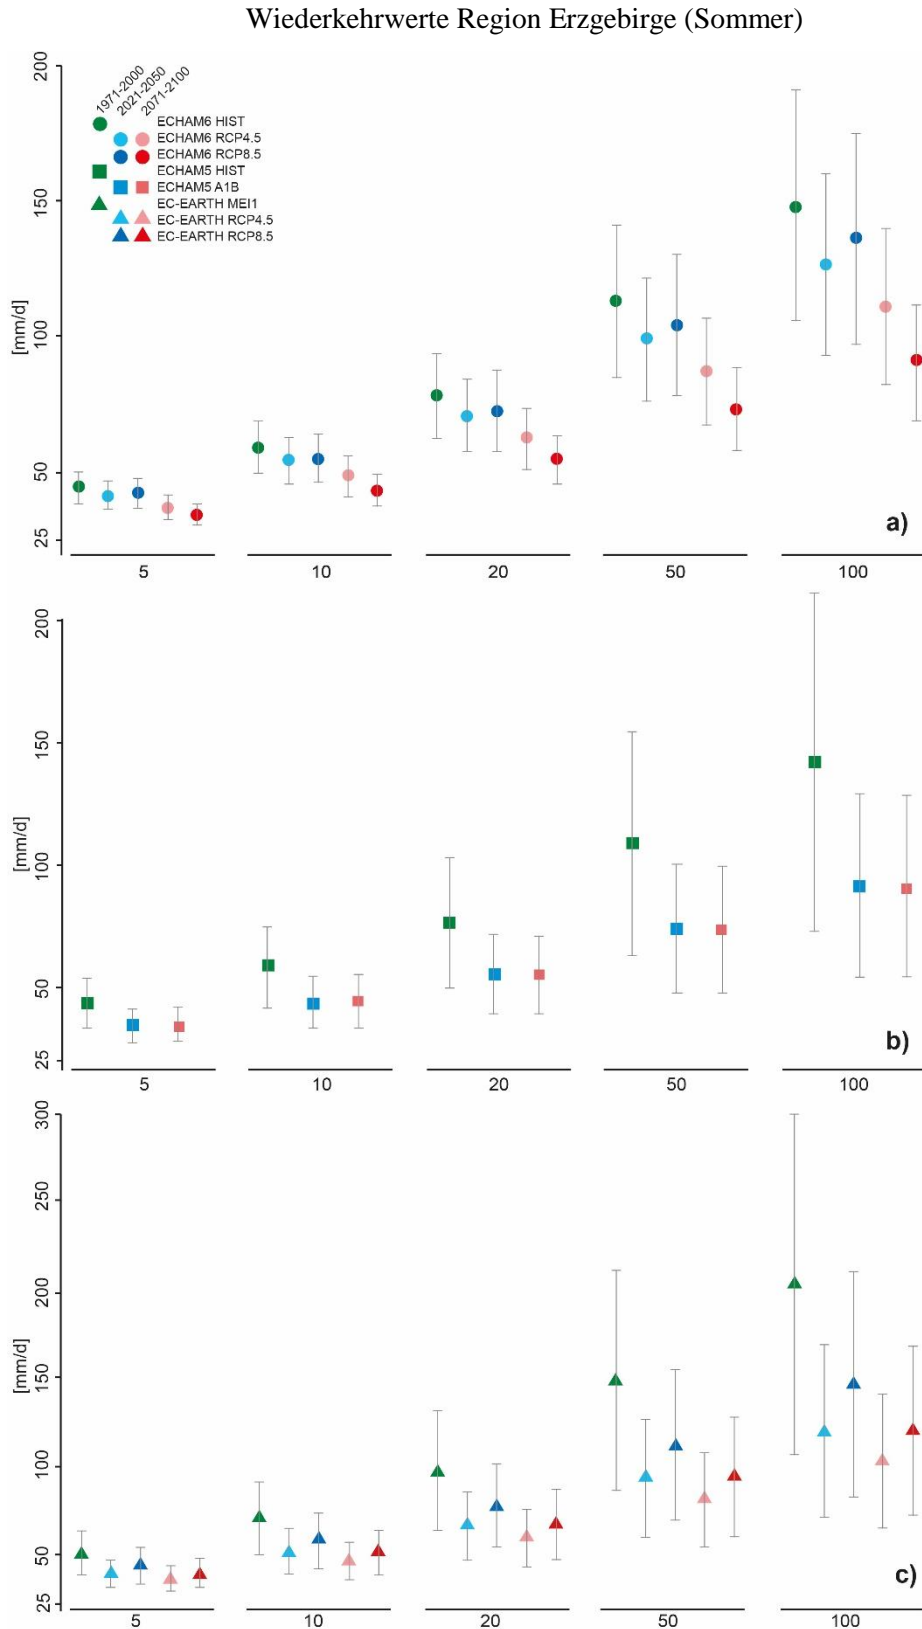 Wiederkehrwerte Region Erzgebirge (Sommer)
1971-2000
2021-2050
2071-2100
ECHAM6 HIST
ECHAM6 RCP4.5
ECHAM6 RCP8.5
ECHAM5 HIST
ECHAM5 A1B
EC-EARTH MEI1
EC-EARTH RCP4.5
EC-EARTH RCP8.5
200
150
100
50
25
[mm/d]
a)
5 10 20 50 100
200
150
100
50
25
[mm/d]
b)
5 10 20 50 100
300
250
200
150
100
50
25
[mm/d]
c)
5 10 20 50 100